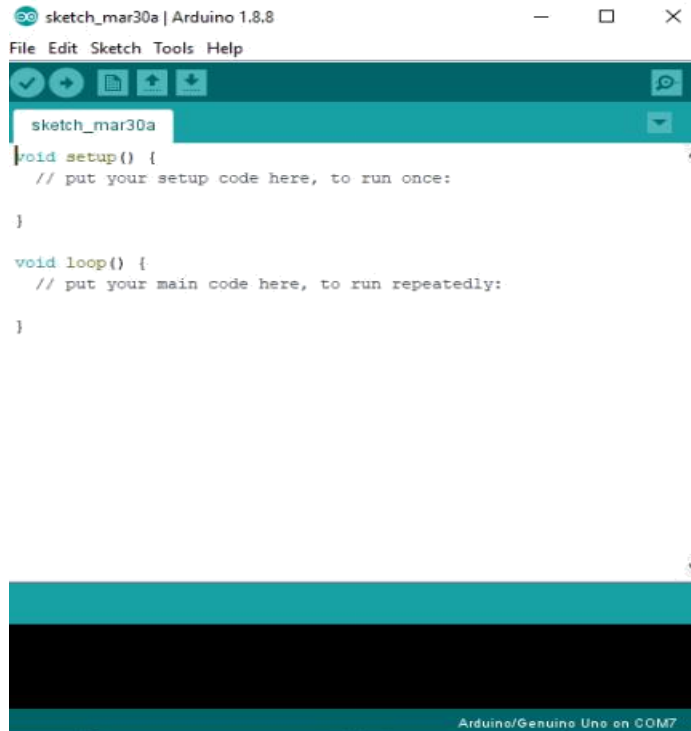 sketch_mar30a | Arduino 1.8.8
File Edit Sketch Tools Help
sketch_mar30a
void setup() {
  // put your setup code here, to run once:
}
void loop() {
  // put your main code here, to run repeatedly:
}
Arduino/Genuino Uno on COM7